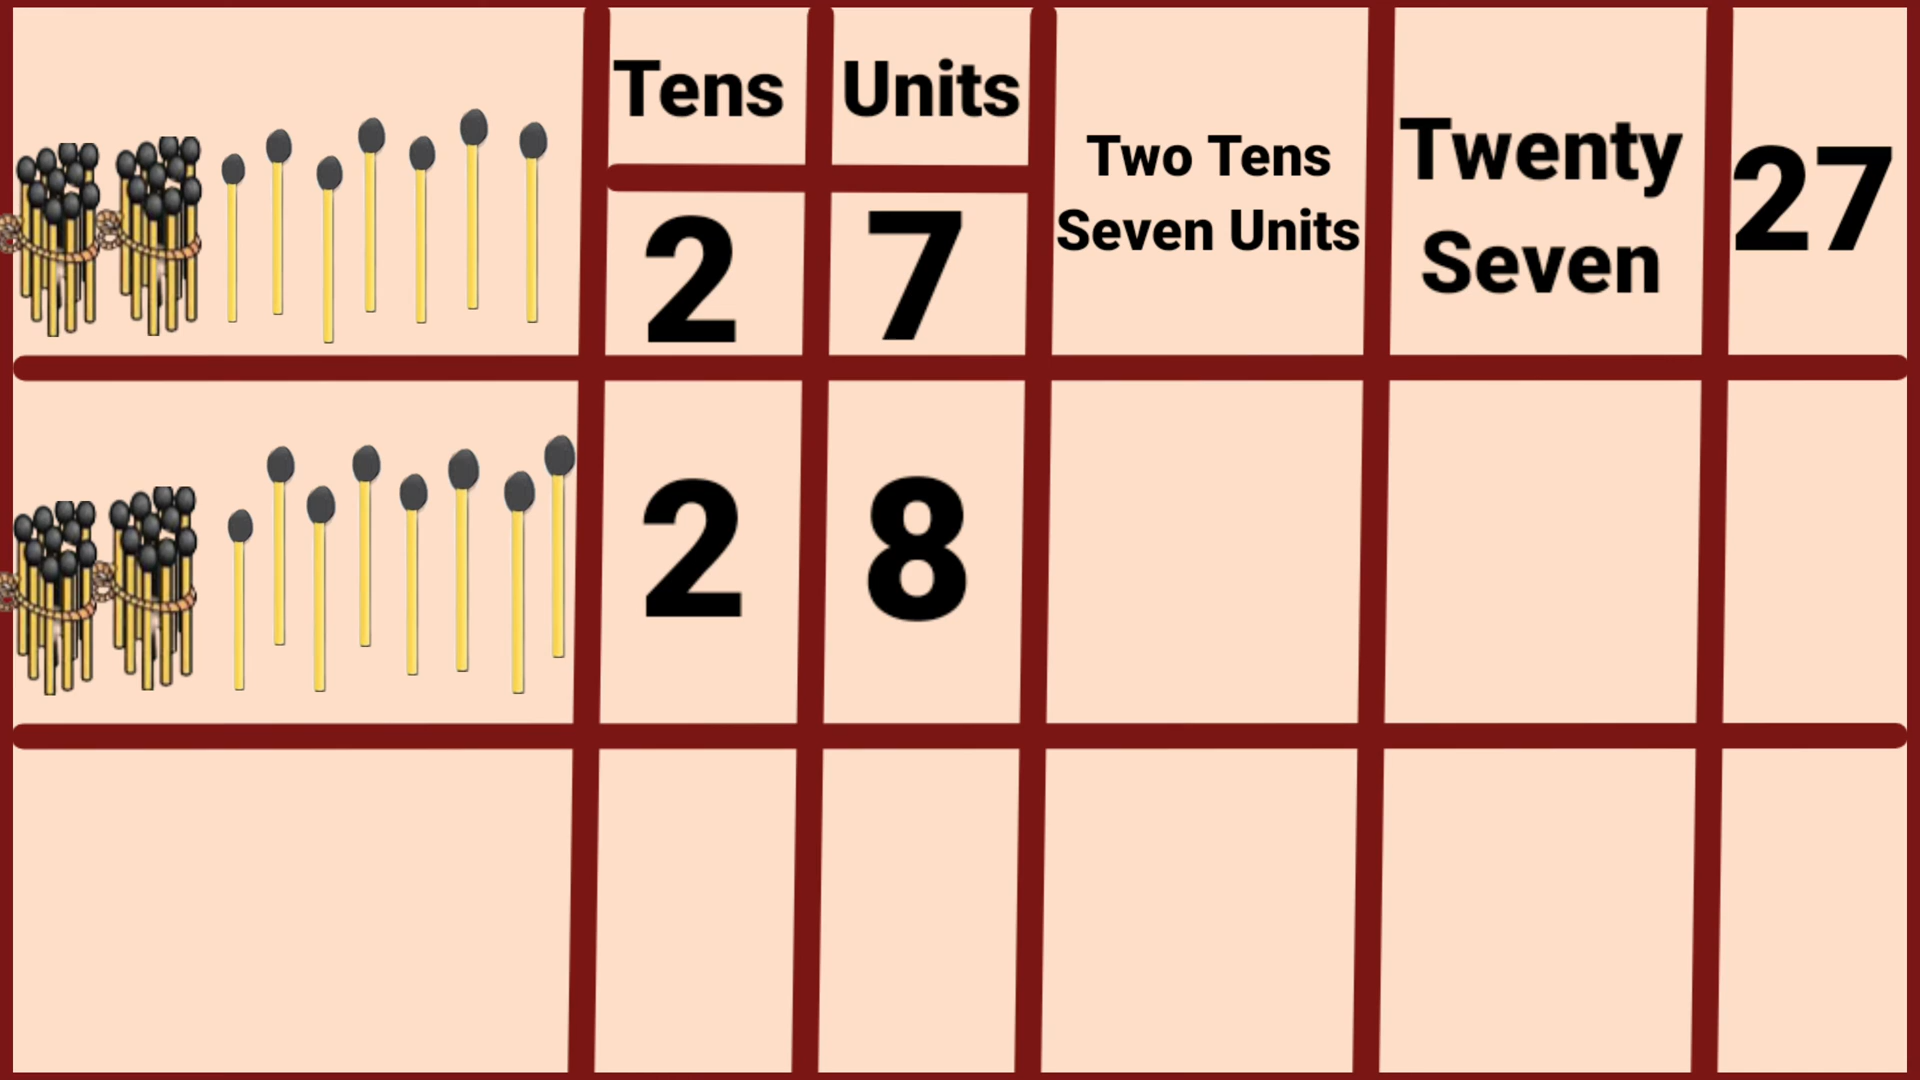 Tens Units
Two Tens
Seven Units
Twenty
Seven
27
2 7
2 8